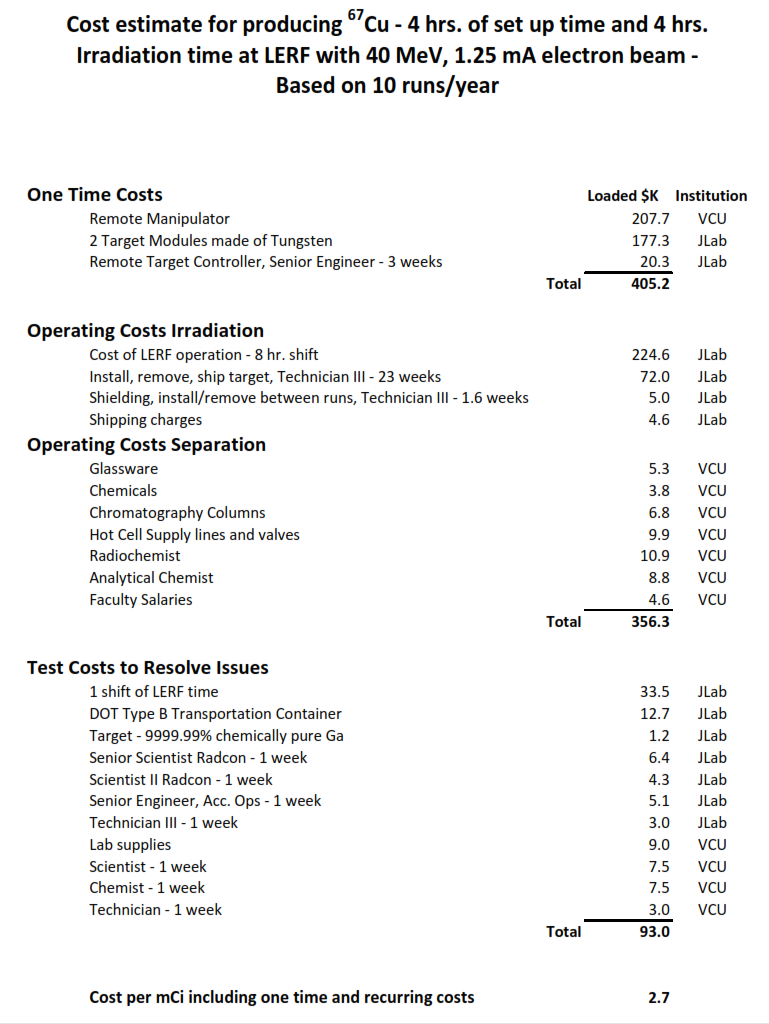 Cost estimate for producing ⁶⁷Cu - 4 hrs. of set up time and 4 hrs.
Irradiation time at LERF with 40 MeV, 1.25 mA electron beam -
Based on 10 runs/year
One Time Costs Loaded $K Institution
Remote Manipulator 207.7 VCU
2 Target Modules made of Tungsten 177.3 JLab
Remote Target Controller, Senior Engineer - 3 weeks 20.3 JLab
Total 405.2
Operating Costs Irradiation
Cost of LERF operation - 8 hr. shift 224.6 JLab
Install, remove, ship target, Technician III - 23 weeks 72.0 JLab
Shielding, install/remove between runs, Technician III - 1.6 weeks 5.0 JLab
Shipping charges 4.6 JLab
Operating Costs Separation
Glassware 5.3 VCU
Chemicals 3.8 VCU
Chromatography Columns 6.8 VCU
Hot Cell Supply lines and valves 9.9 VCU
Radiochemist 10.9 VCU
Analytical Chemist 8.8 VCU
Faculty Salaries 4.6 VCU
Total 356.3
Test Costs to Resolve Issues
1 shift of LERF time 33.5 JLab
DOT Type B Transportation Container 12.7 JLab
Target - 9999.99% chemically pure Ga 1.2 JLab
Senior Scientist Radcon - 1 week 6.4 JLab
Scientist II Radcon - 1 week 4.3 JLab
Senior Engineer, Acc. Ops - 1 week 5.1 JLab
Technician III - 1 week 3.0 JLab
Lab supplies 9.0 VCU
Scientist - 1 week 7.5 VCU
Chemist - 1 week 7.5 VCU
Technician - 1 week 3.0 VCU
Total 93.0
Cost per mCi including one time and recurring costs 2.7